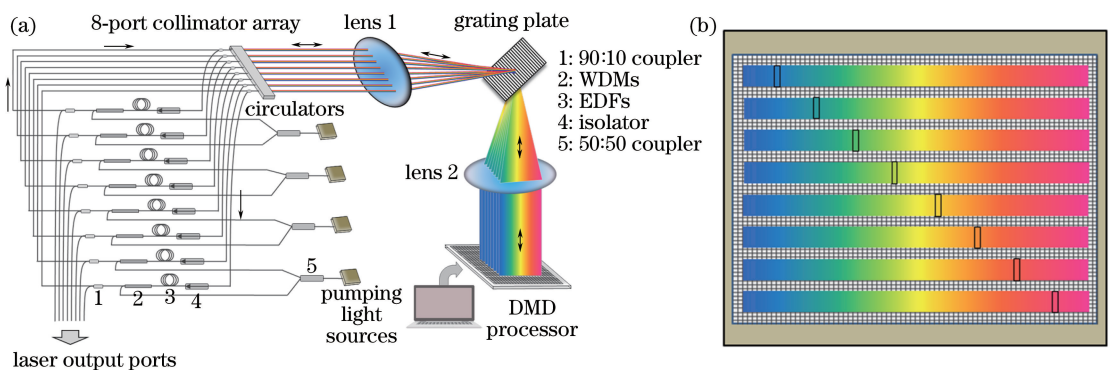 (a)
8-port collimator array
lens 1
grating plate
1: 90:10 coupler
2: WDMs
3: EDFs
4: isolator
5: 50:50 coupler
circulators
lens 2
5
1
2
3
4
pumping
light
sources
DMD
processor
laser output ports
(b)